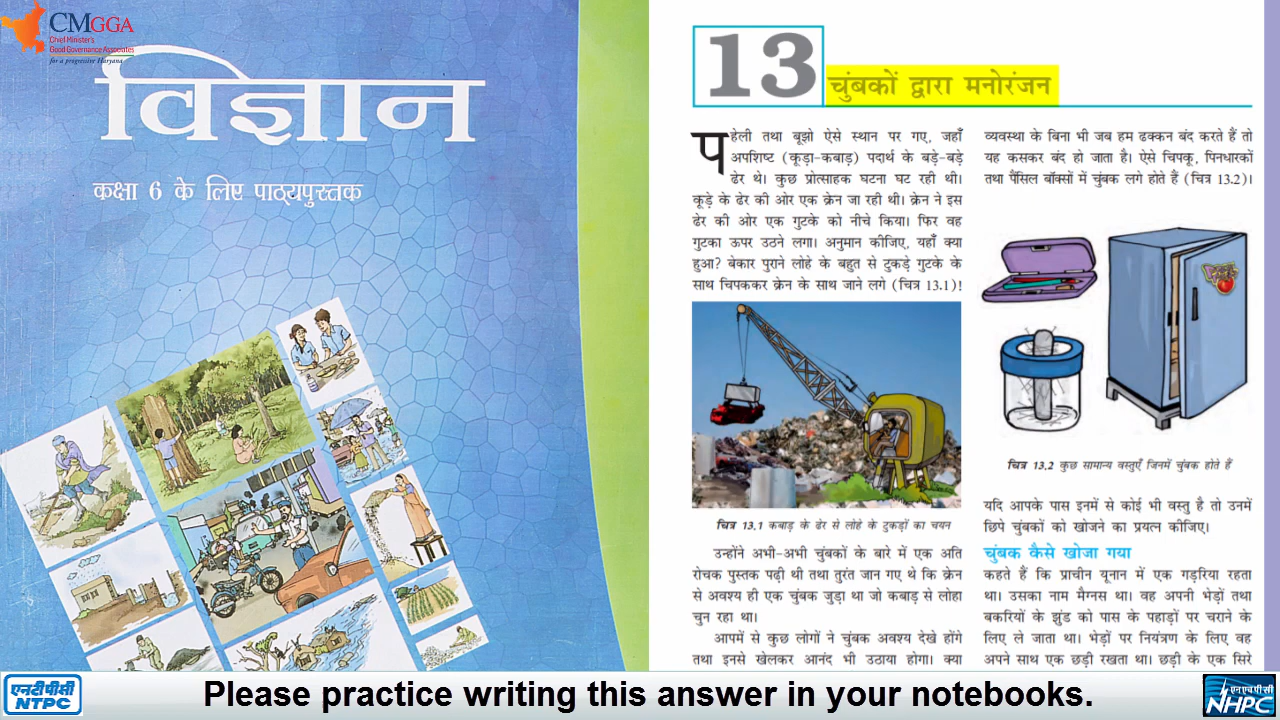 CMGGA
Chief Minister's
Good Governance Associates
for a progressive Haryana
विज्ञान
कक्षा 6 के लिए पाठ्यपुस्तक
13
चुंबकों द्वारा मनोरंजन
पहेली तथा बूझो ऐसे स्थान पर गए, जहाँ
अपशिष्ट (कूड़ा-कबाड़) पदार्थ के बड़े-बड़े
ढेर थे। कुछ प्रोत्साहक घटना घट रही थी।
कूड़े के ढेर की ओर एक क्रेन जा रही थी। क्रेन ने इस
ढेर की ओर एक गुटके को नीचे किया। फिर वह
गुटका ऊपर उठने लगा। अनुमान कीजिए, यहाँ क्या
हुआ? बेकार पुराने लोहे के बहुत से टुकड़े गुटके के
साथ चिपककर क्रेन के साथ जाने लगे (चित्र 13.1)!
चित्र 13.1 कबाड़ के ढेर से लोहे के टुकड़ों का चयन
उन्होंने अभी-अभी चुंबकों के बारे में एक अति
रोचक पुस्तक पढ़ी थी तथा तुरंत जान गए थे कि क्रेन
से अवश्य ही एक चुंबक जुड़ा था जो कबाड़ से लोहा
चुन रहा था।
आपमें से कुछ लोगों ने चुंबक अवश्य देखे होंगे
तथा इनसे खेलकर आनंद भी उठाया होगा। क्या
व्यवस्था के बिना भी जब हम ढक्कन बंद करते हैं तो
यह कसकर बंद हो जाता है। ऐसे चिपकू, पिनधारकों
तथा पैंसिल बॉक्सों में चुंबक लगे होते हैं (चित्र 13.2)।
चित्र 13.2 कुछ सामान्य वस्तुएँ जिनमें चुंबक होते हैं
यदि आपके पास इनमें से कोई भी वस्तु है तो उनमें
छिपे चुंबकों को खोजने का प्रयत्न कीजिए।
चुंबक कैसे खोजा गया
कहते हैं कि प्राचीन यूनान में एक गड़रिया रहता
था। उसका नाम मैग्नस था। वह अपनी भेड़ों तथा
बकरियों के झुंड को पास के पहाड़ों पर चराने के
लिए ले जाता था। भेड़ों पर नियंत्रण के लिए वह
अपने साथ एक छड़ी रखता था। छड़ी के एक सिरे
एनटीपीसी
NTPC
Please practice writing this answer in your notebooks.
एनएचपीसी
NHPC